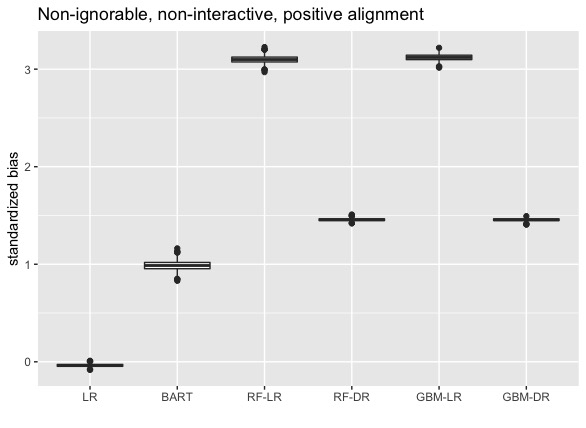 Non-ignorable, non-interactive, positive alignment
standardized bias
3
2
1
0
LR BART RF-LR RF-DR GBM-LR GBM-DR